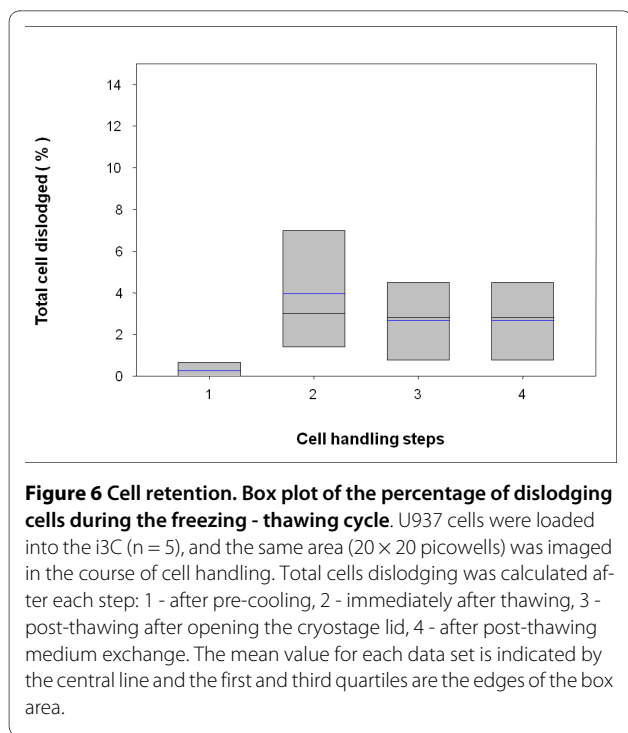 14
12
10
8
6
4
2
0
Total cell dislodged ( % )
1 2 3 4
Cell handling steps
Figure 6 Cell retention. Box plot of the percentage of dislodging
cells during the freezing - thawing cycle. U937 cells were loaded
into the i3C (n = 5), and the same area (20 × 20 picowells) was imaged
in the course of cell handling. Total cells dislodging was calculated af-
ter each step: 1 - after pre-cooling, 2 - immediately after thawing, 3 -
post-thawing after opening the cryostage lid, 4 - after post-thawing
medium exchange. The mean value for each data set is indicated by
the central line and the first and third quartiles are the edges of the box
area.